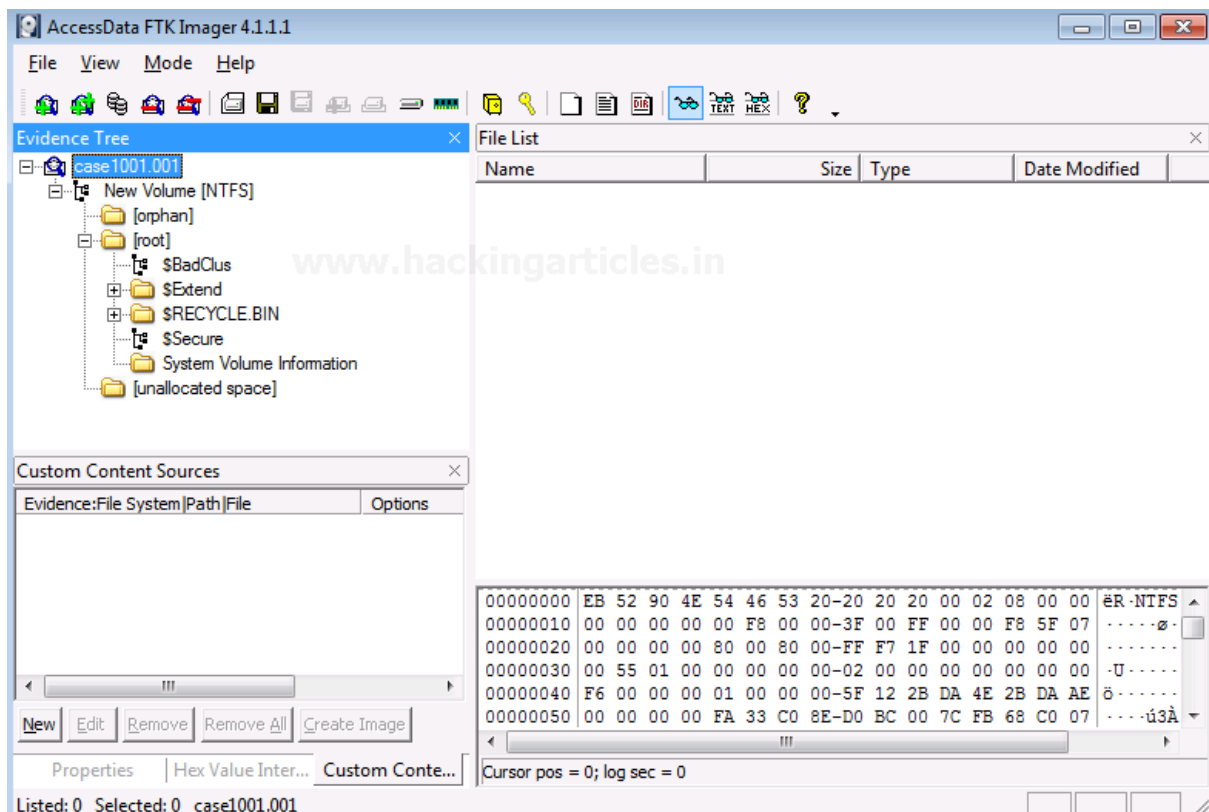 AccessData FTK Imager 4.1.1.1
File View Mode Help
TEXT HEX DIR
Evidence Tree
File List
case1001.001
New Volume [NTFS]
[orphan]
[root]
$BadClus
$Extend
$RECYCLE.BIN
$Secure
System Volume Information
[unallocated space]
Name Size Type Date Modified
www.hackingarticles.in
Custom Content Sources
Evidence:File System|Path|File Options
New Edit Remove Remove All Create Image
Properties Hex Value Inter... Custom Conte...
00000000 EB 52 90 4E 54 46 53 20-20 20 20 00 02 08 00 00 ëR·NTFS
00000010 00 00 00 00 00 F8 00 00-3F 00 FF 00 00 F8 5F 07 ·····ø·
00000020 00 00 00 00 80 00 80 00-FF F7 1F 00 00 00 00 00 ·······
00000030 00 55 01 00 00 00 00 00-02 00 00 00 00 00 00 00 ·U·····
00000040 F6 00 00 00 01 00 00 00-5F 12 2B DA 4E 2B DA AE ö······
00000050 00 00 00 00 FA 33 C0 8E-D0 BC 00 7C FB 68 C0 07 ····ú3À
Cursor pos = 0; log sec = 0
Listed: 0 Selected: 0 case1001.001